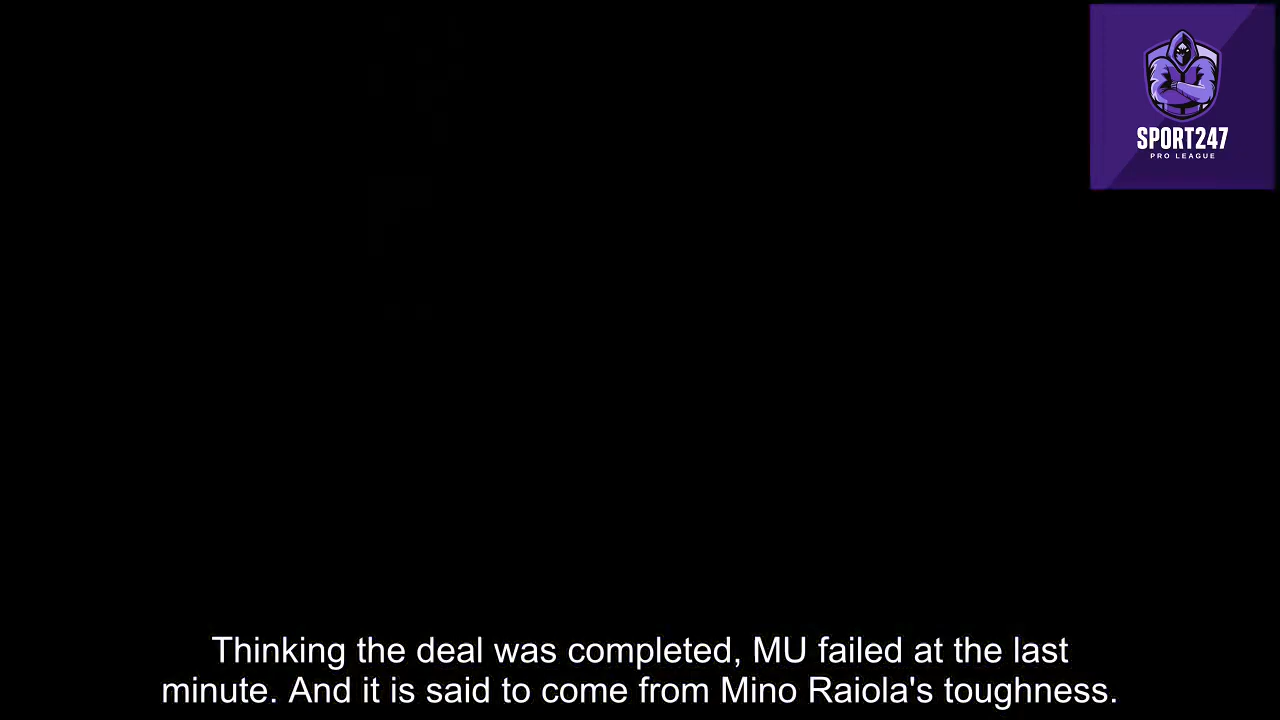 SPORT247
PRO LEAGUE
Thinking the deal was completed, MU failed at the last
minute. And it is said to come from Mino Raiola's toughness.